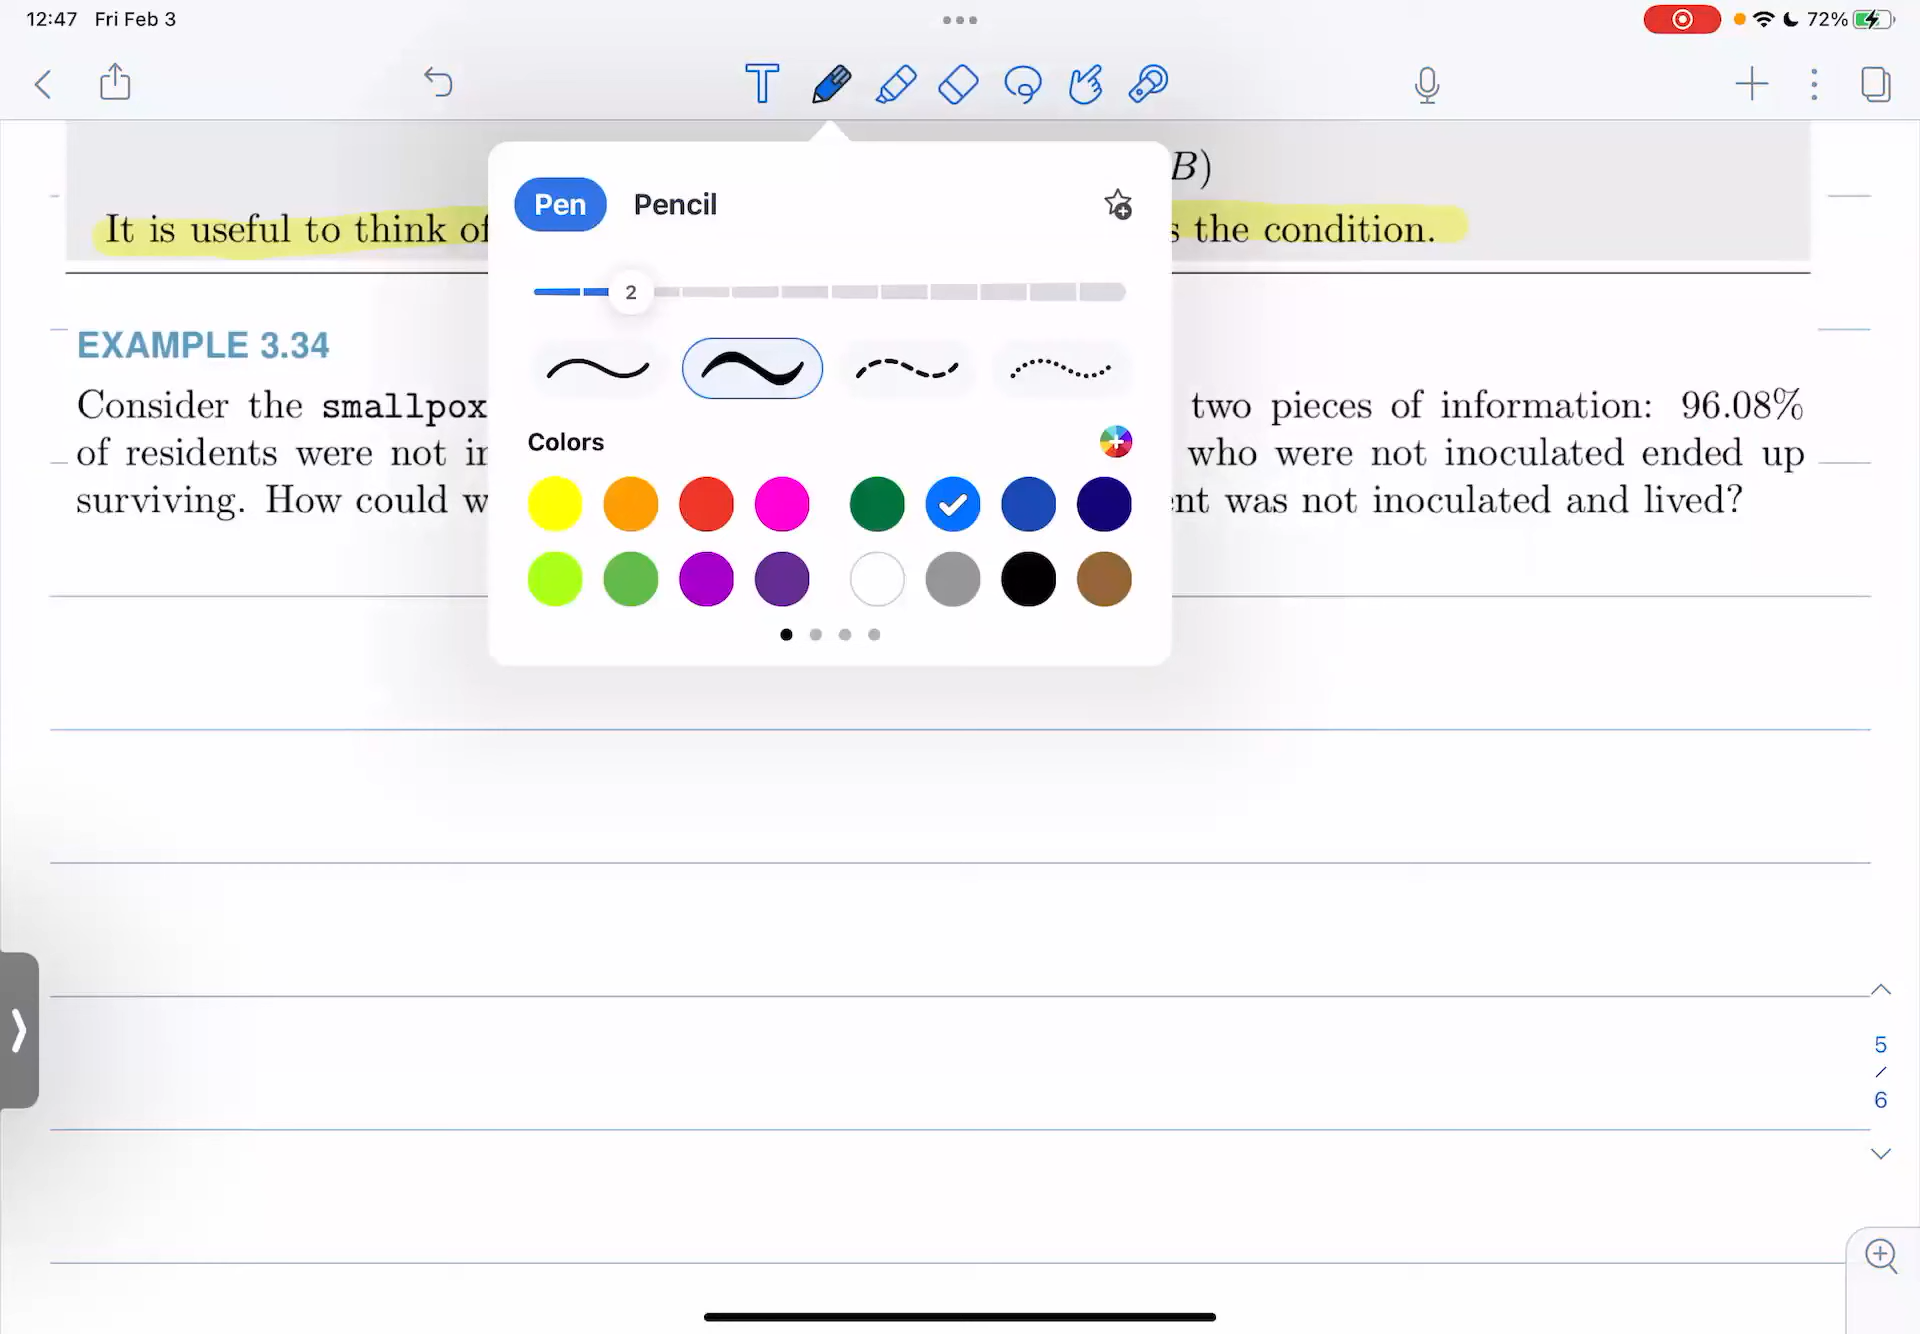 12:47 Fri Feb 3
72%
B)
It is useful to think of
s the condition.
Pen Pencil
2
EXAMPLE 3.34
Consider the smallpox
two pieces of information: 96.08%
of residents were not in
who were not inoculated ended up
surviving. How could w
nt was not inoculated and lived?
Colors
5
/
6